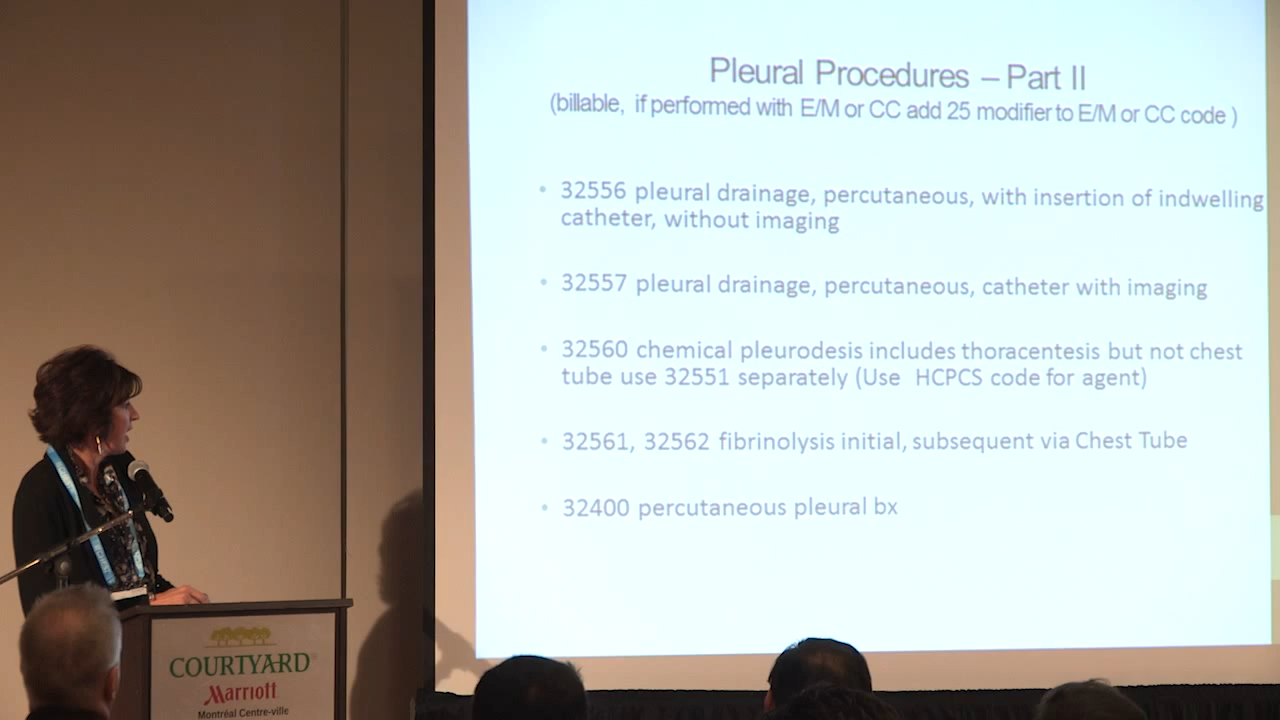 Pleural Procedures – Part II
(billable, if performed with E/M or CC add 25 modifier to E/M or CC code )
• 32556 pleural drainage, percutaneous, with insertion of indwelling
catheter, without imaging
• 32557 pleural drainage, percutaneous, catheter with imaging
• 32560 chemical pleurodesis includes thoracentesis but not chest
tube use 32551 separately (Use HCPCS code for agent)
• 32561, 32562 fibrinolysis initial, subsequent via Chest Tube
• 32400 percutaneous pleural bx
COURTYARD®
Marriott
Montréal Centre-ville